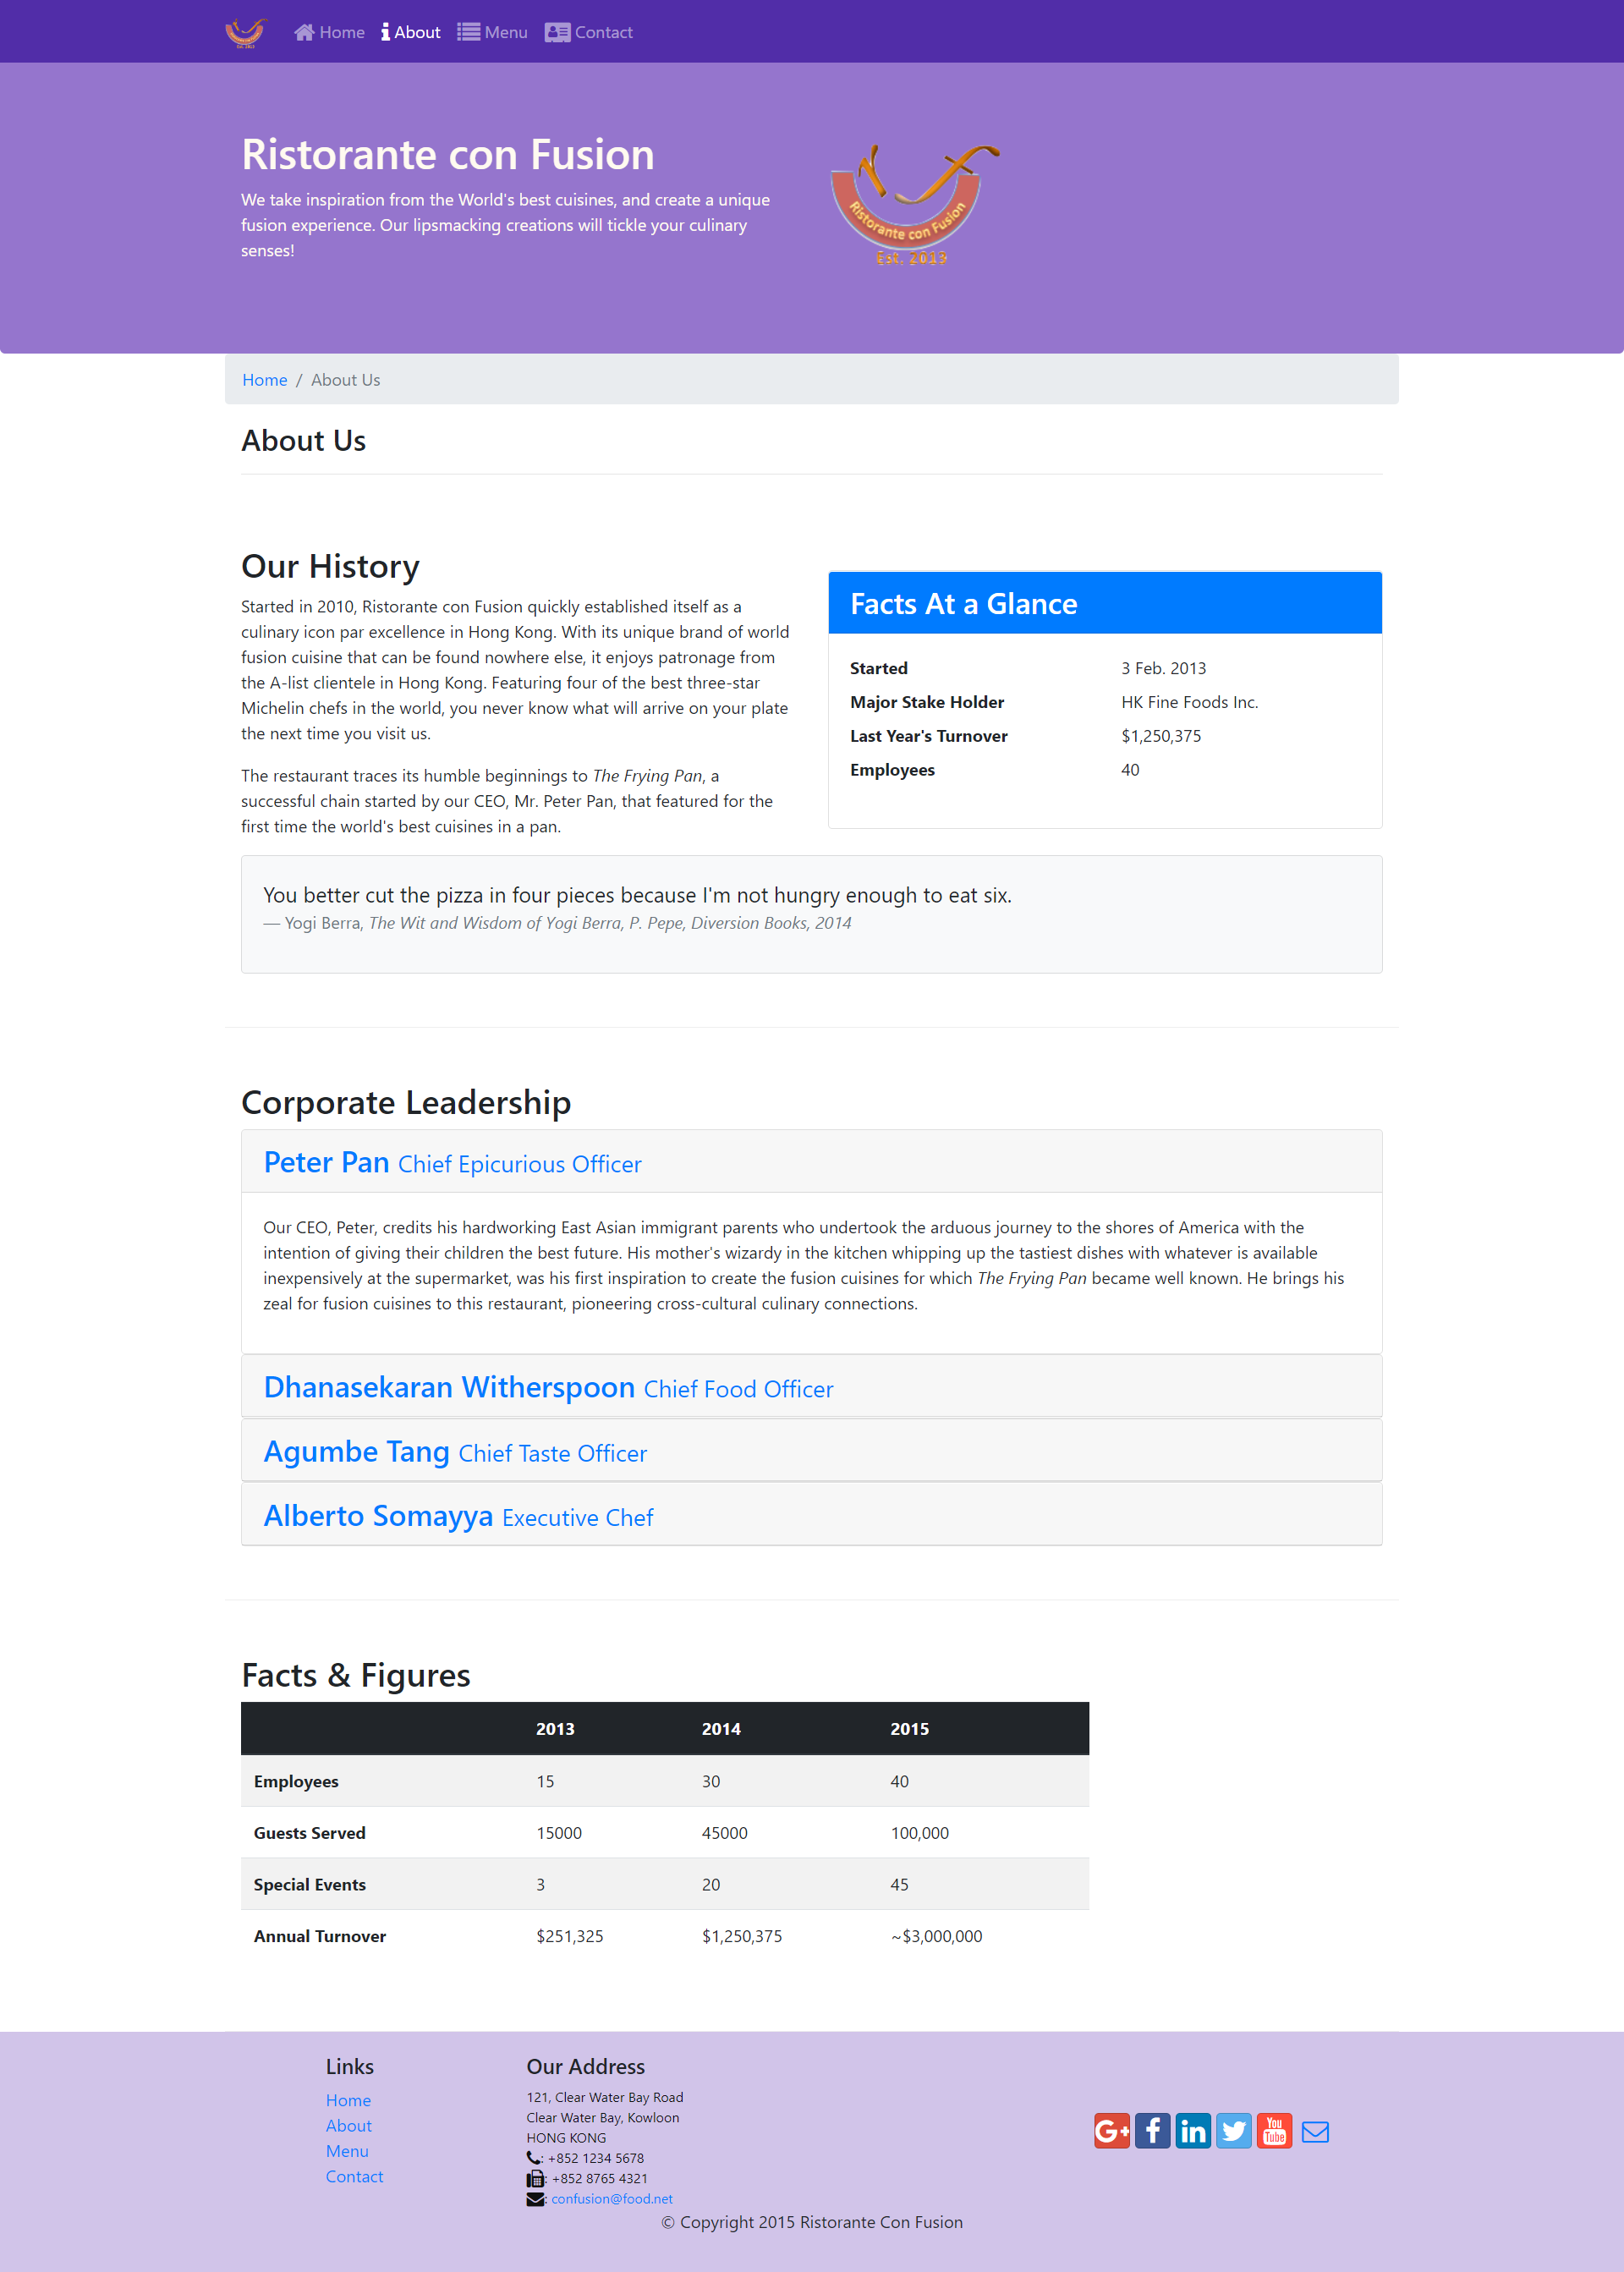 Home About Menu Contact
Ristorante con Fusion
We take inspiration from the World's best cuisines, and create a unique
fusion experience. Our lipsmacking creations will tickle your culinary
senses!
Ristorante con Fusion
Est. 2013
Home / About Us
About Us
Our History
Started in 2010, Ristorante con Fusion quickly established itself as a
culinary icon par excellence in Hong Kong. With its unique brand of world
fusion cuisine that can be found nowhere else, it enjoys patronage from
the A-list clientele in Hong Kong. Featuring four of the best three-star
Michelin chefs in the world, you never know what will arrive on your plate
the next time you visit us.
The restaurant traces its humble beginnings to The Frying Pan, a
successful chain started by our CEO, Mr. Peter Pan, that featured for the
first time the world's best cuisines in a pan.
Facts At a Glance
Started 3 Feb. 2013
Major Stake Holder HK Fine Foods Inc.
Last Year's Turnover $1,250,375
Employees 40
You better cut the pizza in four pieces because I'm not hungry enough to eat six.
— Yogi Berra, The Wit and Wisdom of Yogi Berra, P. Pepe, Diversion Books, 2014
Corporate Leadership
Peter Pan Chief Epicurious Officer
Our CEO, Peter, credits his hardworking East Asian immigrant parents who undertook the arduous journey to the shores of America with the
intention of giving their children the best future. His mother's wizardy in the kitchen whipping up the tastiest dishes with whatever is available
inexpensively at the supermarket, was his first inspiration to create the fusion cuisines for which The Frying Pan became well known. He brings his
zeal for fusion cuisines to this restaurant, pioneering cross-cultural culinary connections.
Dhanasekaran Witherspoon Chief Food Officer
Agumbe Tang Chief Taste Officer
Alberto Somayya Executive Chef
Facts & Figures
2013 2014 2015
Employees 15 30 40
Guests Served 15000 45000 100,000
Special Events 3 20 45
Annual Turnover $251,325 $1,250,375 ~$3,000,000
Links
Home
About
Menu
Contact
Our Address
121, Clear Water Bay Road
Clear Water Bay, Kowloon
HONG KONG
: +852 1234 5678
: +852 8765 4321
: confusion@food.net
G+ f in You Tube
© Copyright 2015 Ristorante Con Fusion